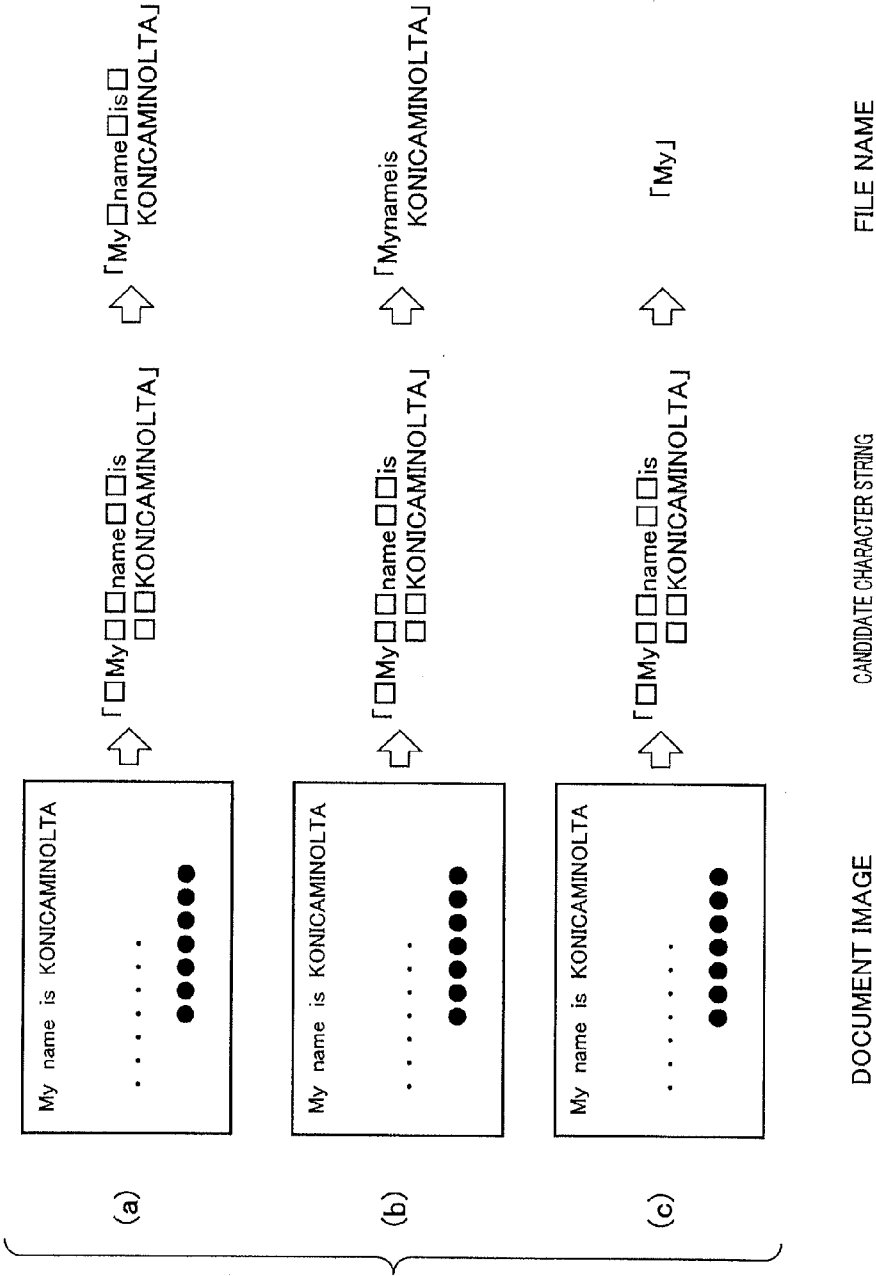 (a)
My name is KONICAMINOLTA
. . . . . . .
●●●●●●●
「□My□□name□□is
□□KONICAMINOLTA」
「My□name□is□
KONICAMINOLTA」
(b)
My name is KONICAMINOLTA
. . . . . . .
●●●●●●●
「□My□□name□□is
□□KONICAMINOLTA」
「Mynameis
KONICAMINOLTA」
(c)
My name is KONICAMINOLTA
. . . . . . .
●●●●●●●
「□My□□name□□is
□□KONICAMINOLTA」
「My」
DOCUMENT IMAGE
CANDIDATE CHARACTER STRING
FILE NAME